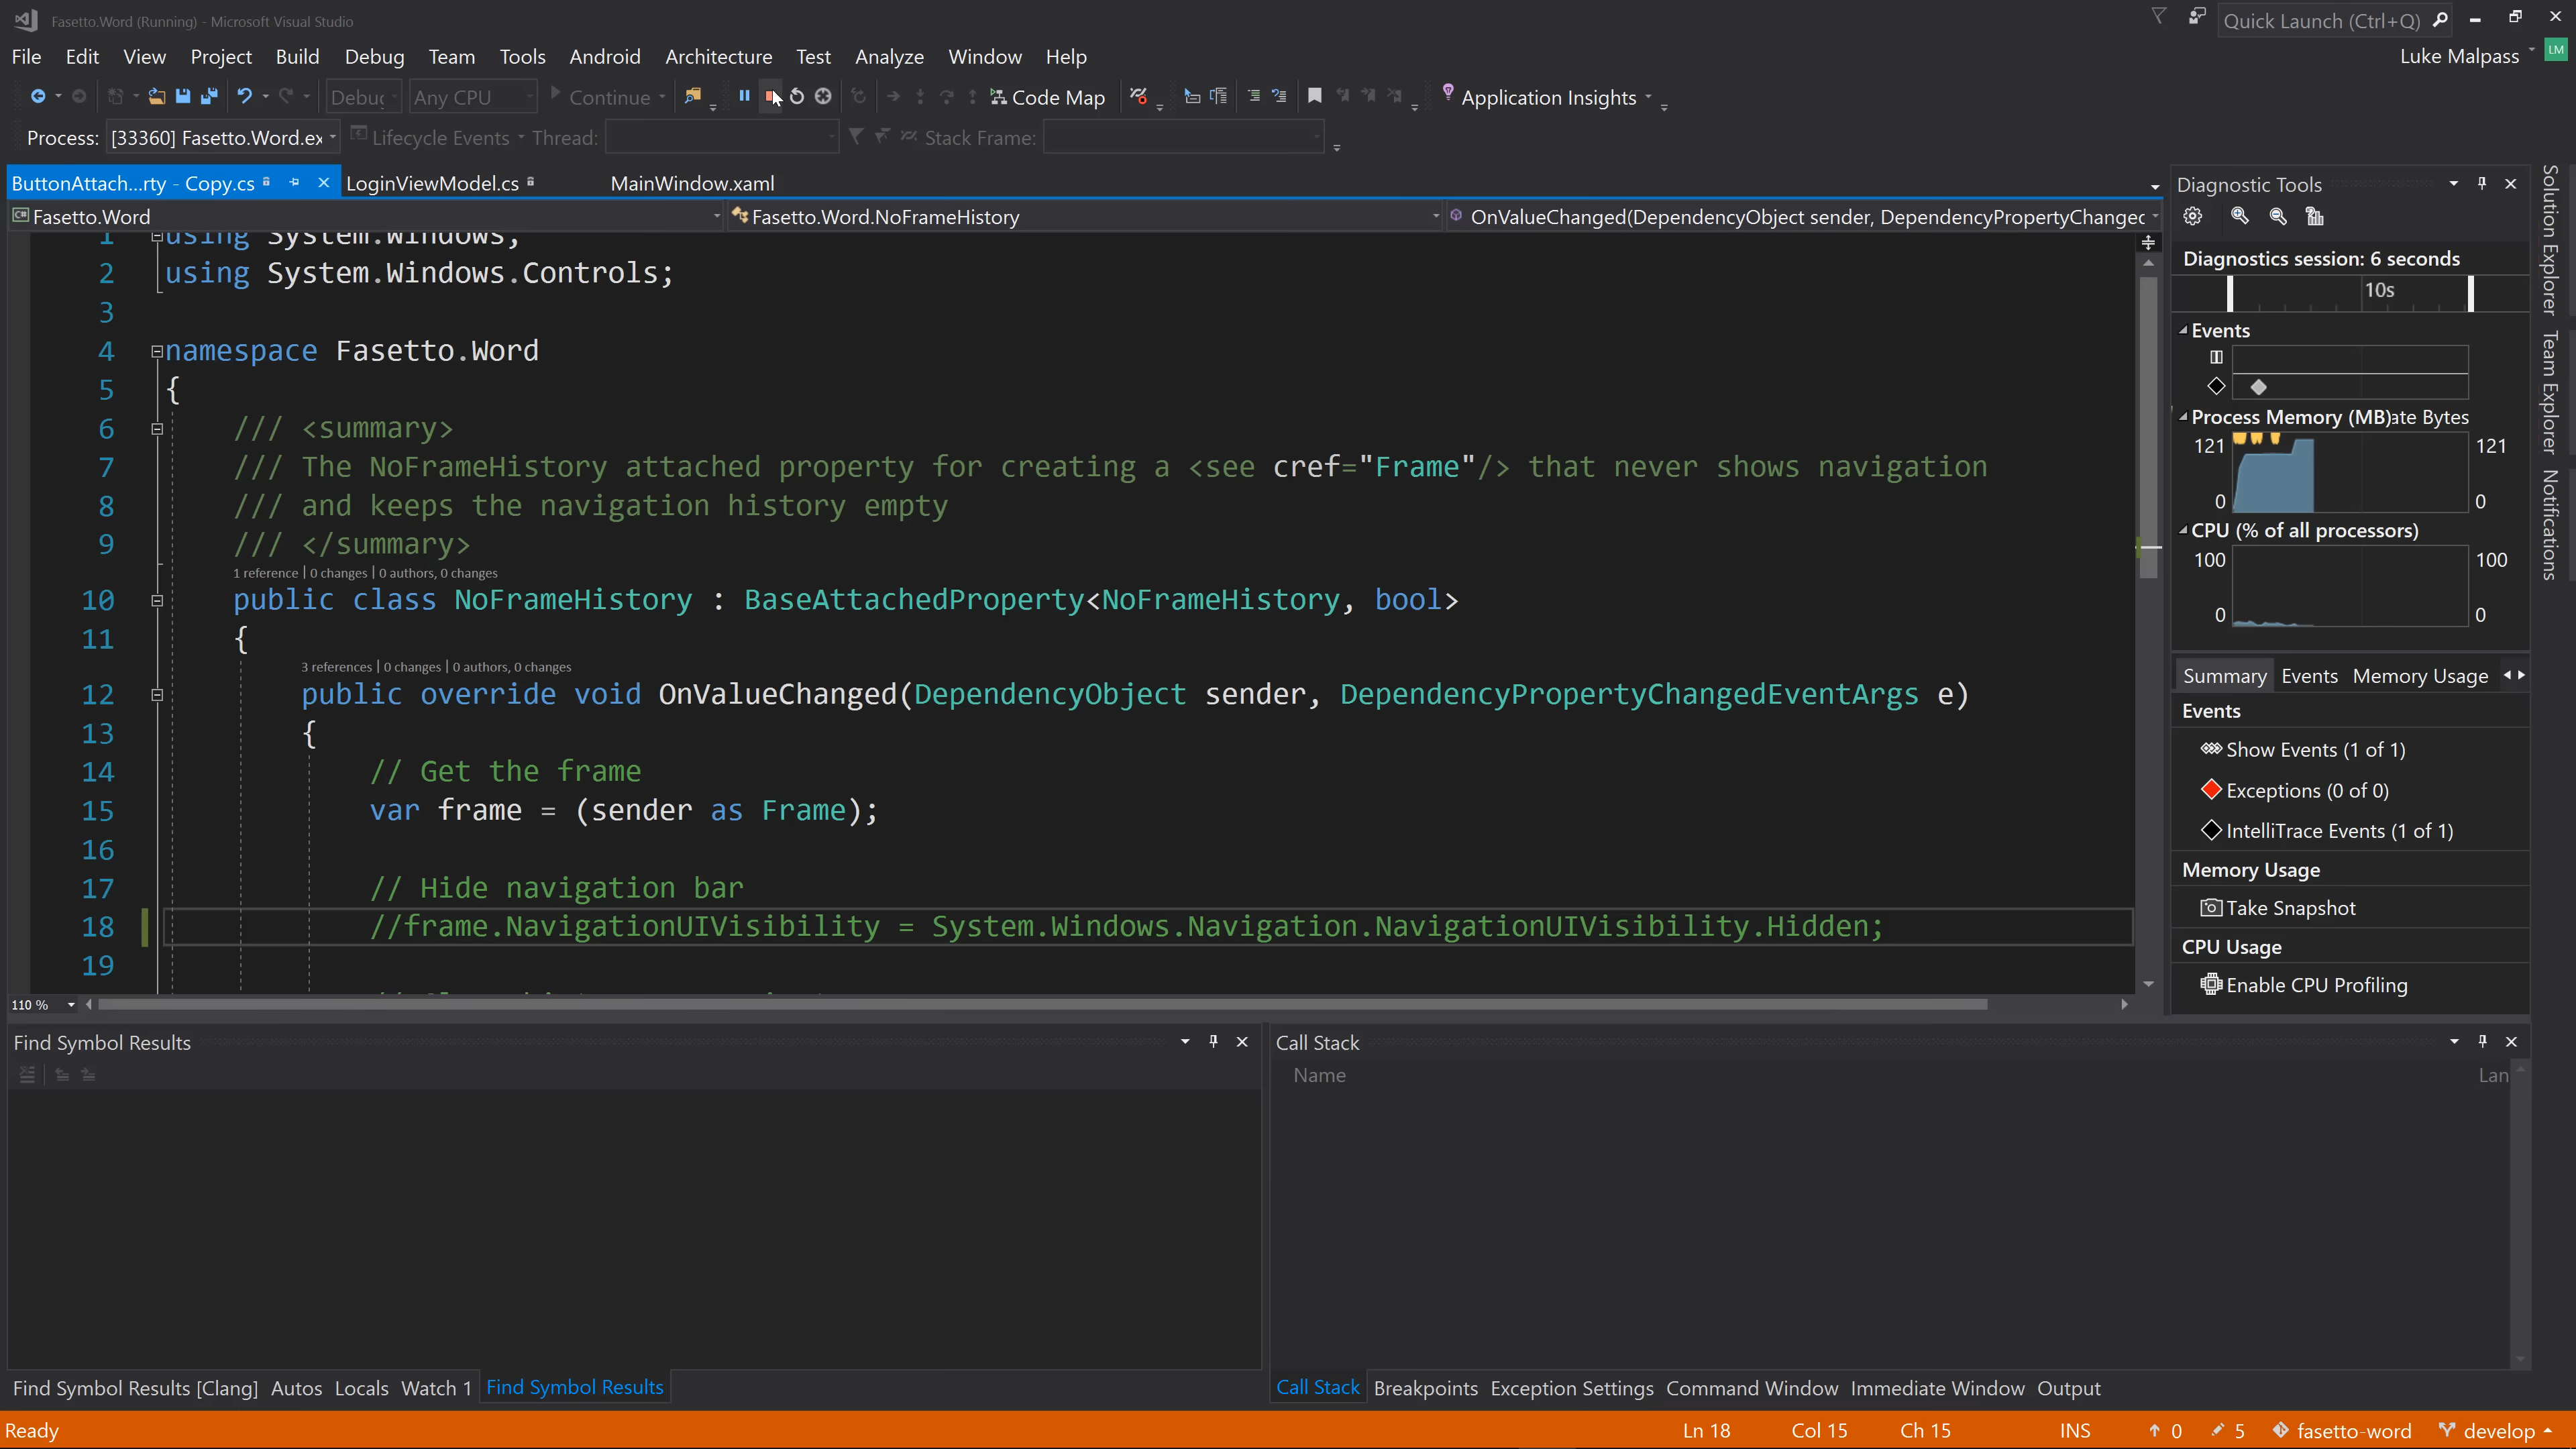 Fasetto.Word (Running) - Microsoft Visual Studio
Quick Launch (Ctrl+Q)
File Edit View Project Build Debug Team Tools Android Architecture Test Analyze Window Help
Luke Malpass LM
Debug Any CPU Continue Code Map Application Insights
Process: [33360] Fasetto.Word.ex Lifecycle Events Thread: Stack Frame:
ButtonAttach...rty - Copy.cs LoginViewModel.cs MainWindow.xaml
Fasetto.Word Fasetto.Word.NoFrameHistory OnValueChanged(DependencyObject sender, DependencyPropertyChanged
1 using System.Windows;
2 using System.Windows.Controls;
3
4 namespace Fasetto.Word
5 {
6 /// <summary>
7 /// The NoFrameHistory attached property for creating a <see cref="Frame"/> that never shows navigation
8 /// and keeps the navigation history empty
9 /// </summary>
1 reference | 0 changes | 0 authors, 0 changes
10 public class NoFrameHistory : BaseAttachedProperty<NoFrameHistory, bool>
11 {
3 references | 0 changes | 0 authors, 0 changes
12 public override void OnValueChanged(DependencyObject sender, DependencyPropertyChangedEventArgs e)
13 {
14 // Get the frame
15 var frame = (sender as Frame);
16
17 // Hide navigation bar
18 //frame.NavigationUIVisibility = System.Windows.Navigation.NavigationUIVisibility.Hidden;
19
110 %
Diagnostic Tools
Diagnostics session: 6 seconds
10s
Events
Process Memory (MB)ate Bytes
121 121
0 0
CPU (% of all processors)
100 100
0 0
Summary Events Memory Usage
Events
Show Events (1 of 1)
Exceptions (0 of 0)
IntelliTrace Events (1 of 1)
Memory Usage
Take Snapshot
CPU Usage
Enable CPU Profiling
Solution Explorer
Team Explorer
Notifications
Find Symbol Results
Call Stack
Name Lan
Find Symbol Results [Clang] Autos Locals Watch 1 Find Symbol Results
Call Stack Breakpoints Exception Settings Command Window Immediate Window Output
Ready Ln 18 Col 15 Ch 15 INS 0 5 fasetto-word develop